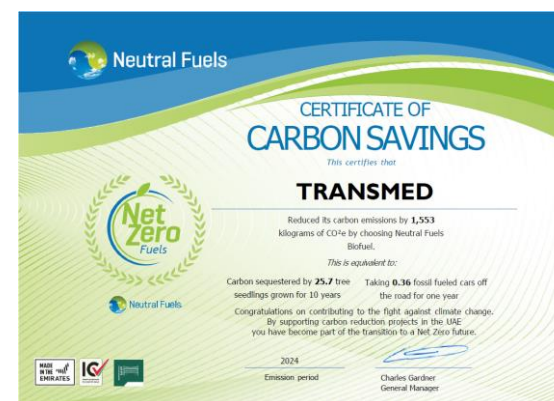 Neutral Fuels
CERTIFICATE OF
CARBON SAVINGS
This certifies that
TRANSMED
Reduced its carbon emissions by 1,553
kilograms of CO²e by choosing Neutral Fuels
Biofuel.
This is equivalent to:
Carbon sequestered by 25.7 tree
seedlings grown for 10 years
Taking 0.36 fossil fueled cars off
the road for one year
Congratulations on contributing to the fight against climate change.
By supporting carbon reduction projects in the UAE
you have become part of the transition to a Net Zero future.
Net
Zero
Fuels
Neutral Fuels
2024
Emission period
Charles Gardner
General Manager
MADE
IN THE
EMIRATES